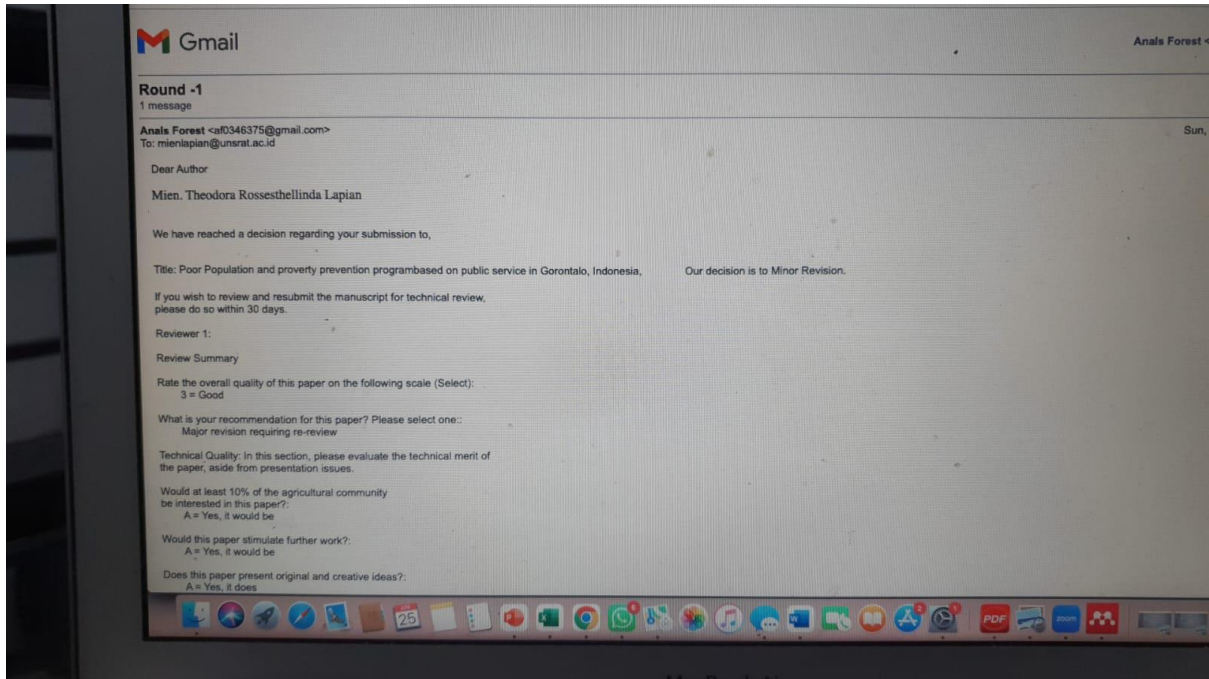 Gmail
Anals Forest <
Round -1
1 message
Anals Forest <af0346375@gmail.com>
Sun,
To: mienlapian@unsrat.ac.id
Dear Author
Mien. Theodora Rossesthellinda Lapian
We have reached a decision regarding your submission to,
Title: Poor Population and proverty prevention programbased on public service in Gorontalo, Indonesia, Our decision is to Minor Revision.
If you wish to review and resubmit the manuscript for technical review,
please do so within 30 days.
Reviewer 1:
Review Summary
Rate the overall quality of this paper on the following scale (Select):
3 = Good
What is your recommendation for this paper? Please select one::
Major revision requiring re-review
Technical Quality: In this section, please evaluate the technical merit of
the paper, aside from presentation issues.
Would at least 10% of the agricultural community
be interested in this paper?:
A = Yes, it would be
Would this paper stimulate further work?:
A = Yes, it would be
Does this paper present original and creative ideas?:
A = Yes, it does
25
PDF
zoom